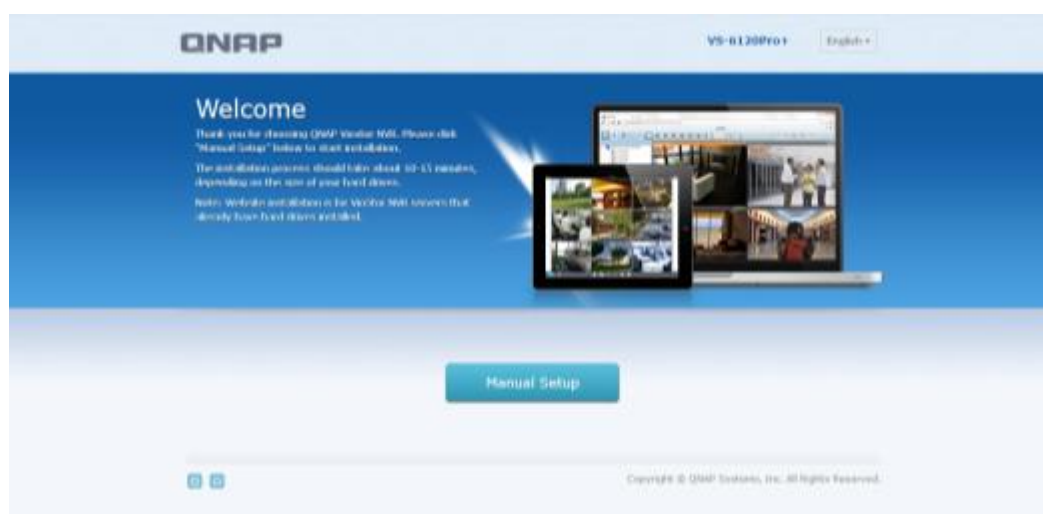 QNAP
VS-6120Pro+
English
Welcome
Thank you for choosing QNAP VioStor NVR. Please click
"Manual Setup" below to start installation.
The installation process should take about 10-15 minutes,
depending on the size of your hard drives.
Note: Website installation is for VioStor NVR servers that
already have hard drives installed.
Manual Setup
Copyright © QNAP Systems, Inc. All Rights Reserved.